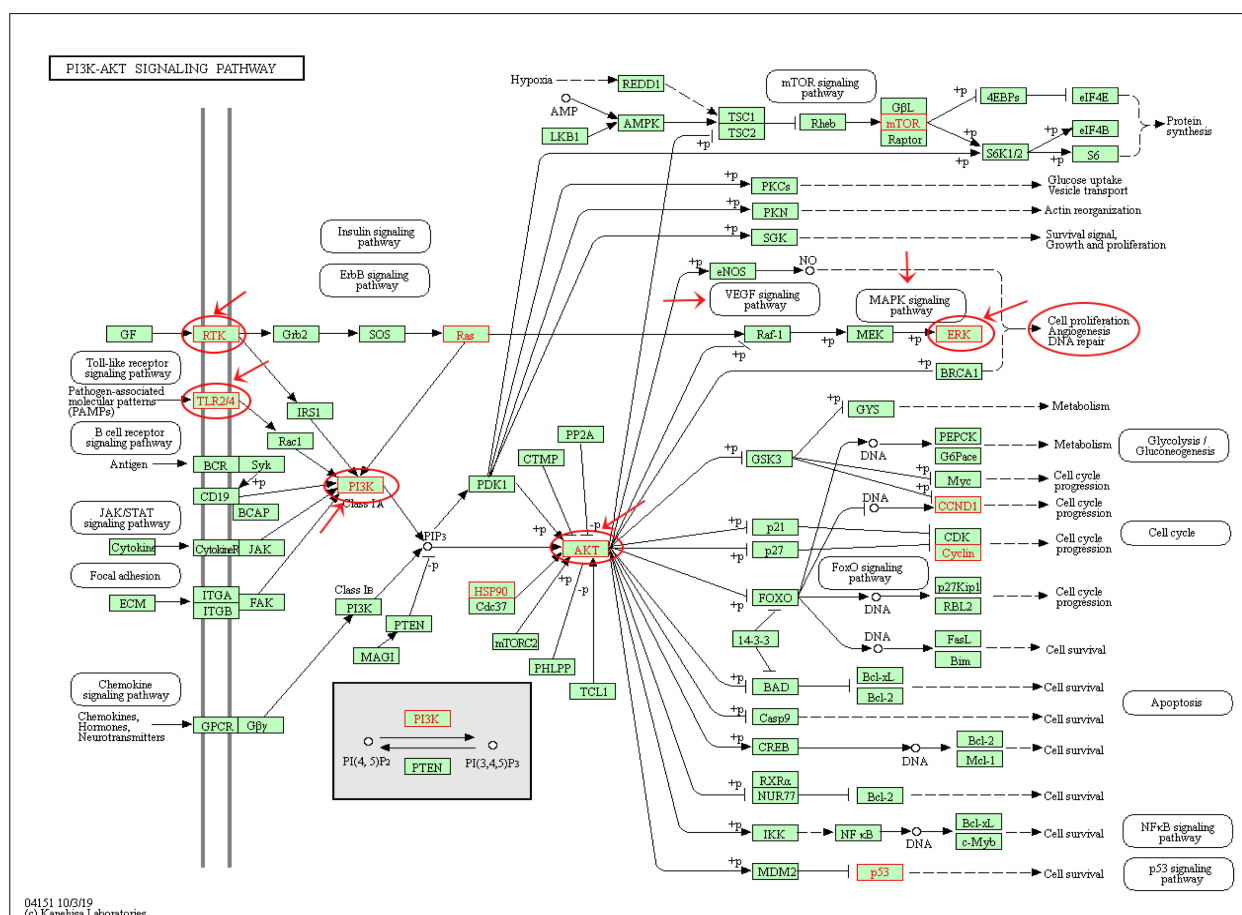 PI3K-AKT SIGNALING PATHWAY
Hypoxia
REDD1
AMP
LKB1
AMPK
TSC1
TSC2
+p
Rheb
mTOR signaling
pathway
GβL
mTOR
Raptor
+p
4EBPs
eIF4E
+p
+p
S6K1/2
+p
+p
eIF4B
S6
Protein
synthesis
+p
PKCs
Glucose uptake
Vesicle transport
+p
PKN
Actin reorganization
+p
SGK
Survival signal,
Growth and proliferation
Insulin signaling
pathway
ErbB signaling
pathway
+p
eNOS
NO
VEGF signaling
pathway
MAPK signaling
pathway
GF
RTK
Grb2
SOS
Ras
Raf-1
+p
+p
MEK
+p
ERK
Cell proliferation
Angiogenesis
DNA repair
BRCA1
Toll-like receptor
signaling pathway
Pathogen-associated
molecular patterns
(PAMPs)
TLR2/4
IRS1
Rac1
B cell receptor
signaling pathway
Antigen
BCR
Syk
+p
CD19
BCAP
PI3K
Class IA
JAK/STAT
signaling pathway
Cytokine
CytokineR
JAK
Focal adhesion
ECM
ITGA
ITGB
FAK
Chemokine
signaling pathway
Chemokines,
Hormones,
Neurotransmitters
GPCR
Gβγ
Class IB
PI3K
PIP3
-p
PTEN
MAGI
PDK1
CTMP
PP2A
+p
-p
AKT
HSP90
Cdc37
+p
-p
mTORC2
PHLPP
TCL1
PI3K
PI(4, 5)P2
PI(3,4,5)P3
PTEN
+p
GYS
Metabolism
+p
GSK3
DNA
PEPCK
G6Pace
Metabolism
Glycolysis /
Gluconeogenesis
+p
Myc
Cell cycle
progression
+p
DNA
CCND1
Cell cycle
progression
+p
p21
+p
p27
CDK
Cyclin
Cell cycle
progression
Cell cycle
FoxO signaling
pathway
+p
FOXO
DNA
p27Kip1
RBL2
Cell cycle
progression
14-3-3
DNA
FasL
Bim
Cell survival
+p
BAD
Bcl-xL
Bcl-2
Cell survival
Apoptosis
+p
Casp9
Cell survival
+p
CREB
DNA
Bcl-2
Mcl-1
Cell survival
+p
RXRα
NUR77
Bcl-2
Cell survival
+p
IKK
NFκB
DNA
Bcl-xL
c-Myb
Cell survival
NFκB signaling
pathway
+p
MDM2
p53
Cell survival
p53 signaling
pathway
04151 10/3/19
(c) Kanehisa Laboratories